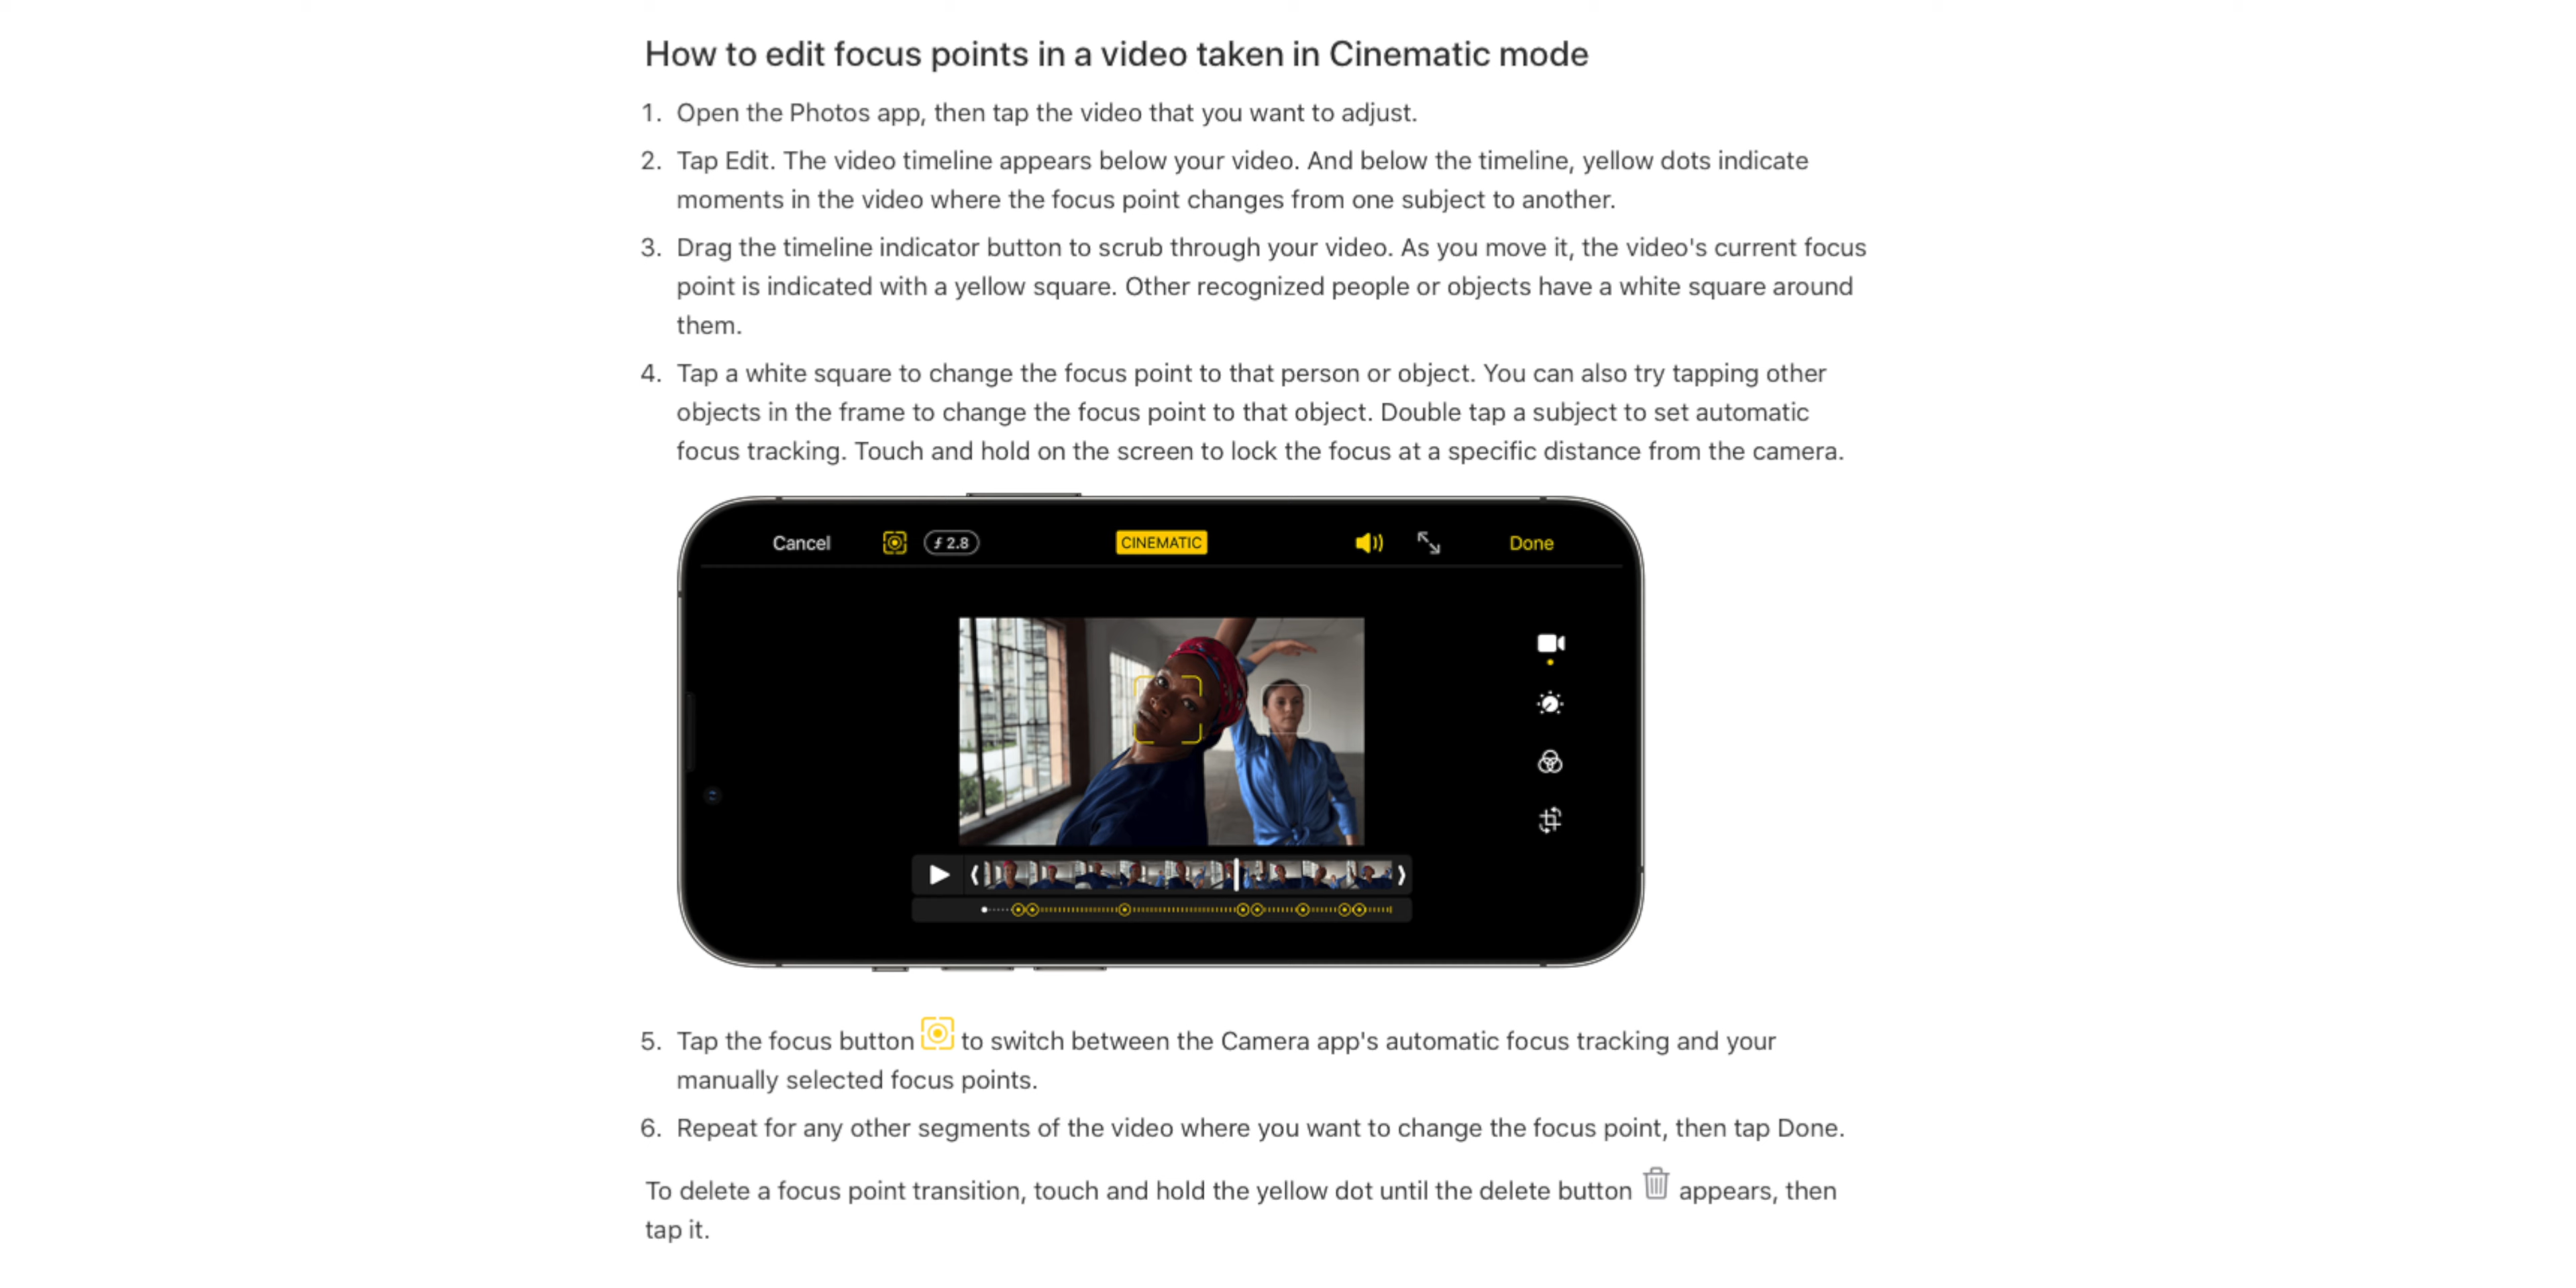 How to edit focus points in a video taken in Cinematic mode
1. Open the Photos app, then tap the video that you want to adjust.
2. Tap Edit. The video timeline appears below your video. And below the timeline, yellow dots indicate
moments in the video where the focus point changes from one subject to another.
3. Drag the timeline indicator button to scrub through your video. As you move it, the video's current focus
point is indicated with a yellow square. Other recognized people or objects have a white square around
them.
4. Tap a white square to change the focus point to that person or object. You can also try tapping other
objects in the frame to change the focus point to that object. Double tap a subject to set automatic
focus tracking. Touch and hold on the screen to lock the focus at a specific distance from the camera.
Cancel ƒ 2.8 CINEMATIC Done
5. Tap the focus button to switch between the Camera app's automatic focus tracking and your
manually selected focus points.
6. Repeat for any other segments of the video where you want to change the focus point, then tap Done.
To delete a focus point transition, touch and hold the yellow dot until the delete button appears, then
tap it.